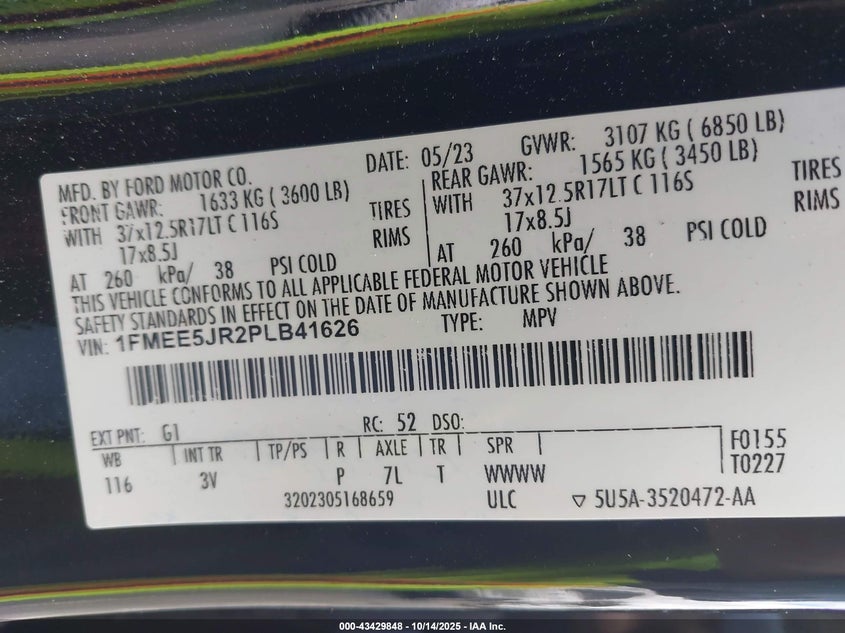 MFD. BY FORD MOTOR CO. DATE: 05/23 GVWR: 3107 KG ( 6850 LB)
FRONT GAWR: 1633 KG ( 3600 LB) REAR GAWR: 1565 KG ( 3450 LB)
WITH 37x12.5R17LT C 116S TIRES WITH 37x12.5R17LT C 116S TIRES
17x8.5J RIMS 17x8.5J RIMS
AT 260 kPa/ 38 PSI COLD AT 260 kPa/ 38 PSI COLD
THIS VEHICLE CONFORMS TO ALL APPLICABLE FEDERAL MOTOR VEHICLE
SAFETY STANDARDS IN EFFECT ON THE DATE OF MANUFACTURE SHOWN ABOVE.
VIN: 1FMEE5JR2PLB41626 TYPE: MPV
EXT PNT: G1 RC: 52 DSO:
WB INT TR TP/PS R AXLE TR SPR F0155
116 3V P 7L T WWWW T0227
3202305168659 ULC ▽ 5U5A-3520472-AA
000-43429848 - 10/14/2025 - IAA Inc.